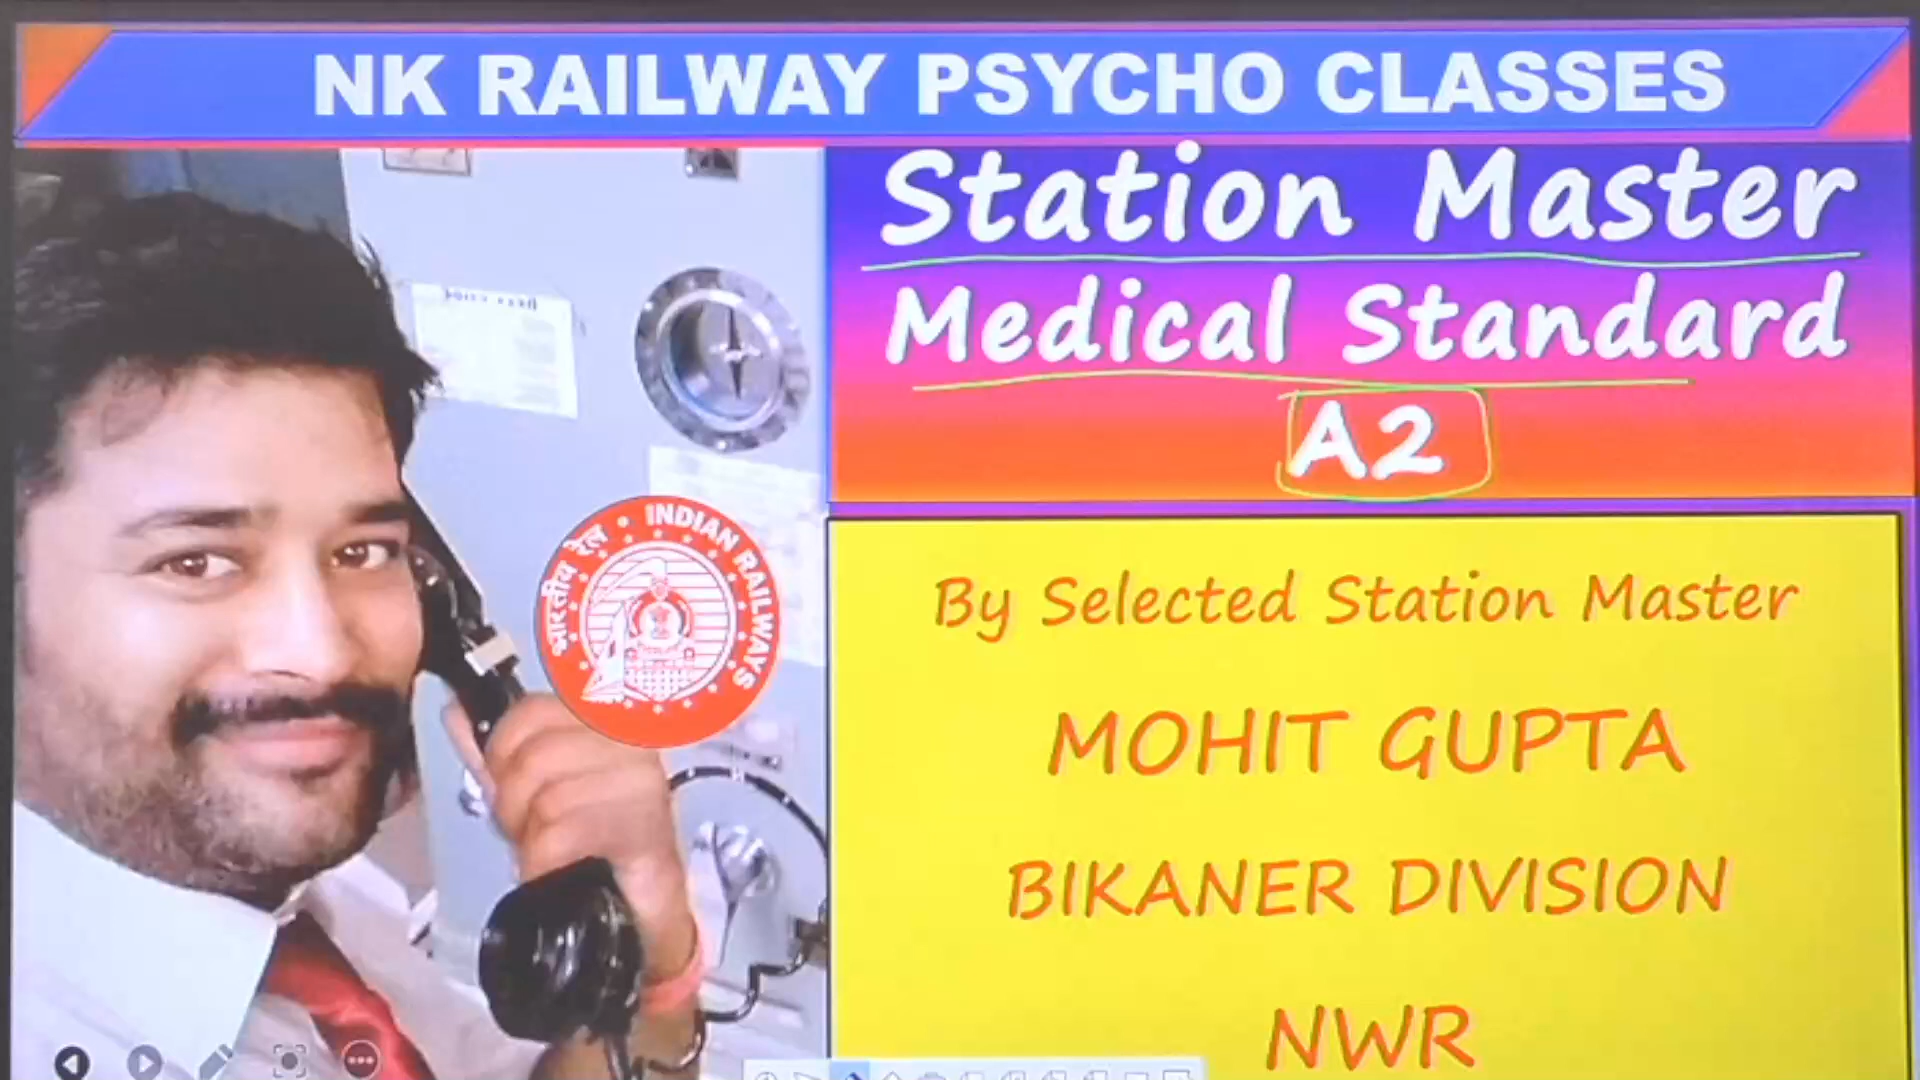 NK RAILWAY PSYCHO CLASSES
Station Master
Medical Standard
A2
भारतीय रेल • INDIAN RAILWAYS
By Selected Station Master
MOHIT GUPTA
BIKANER DIVISION
NWR